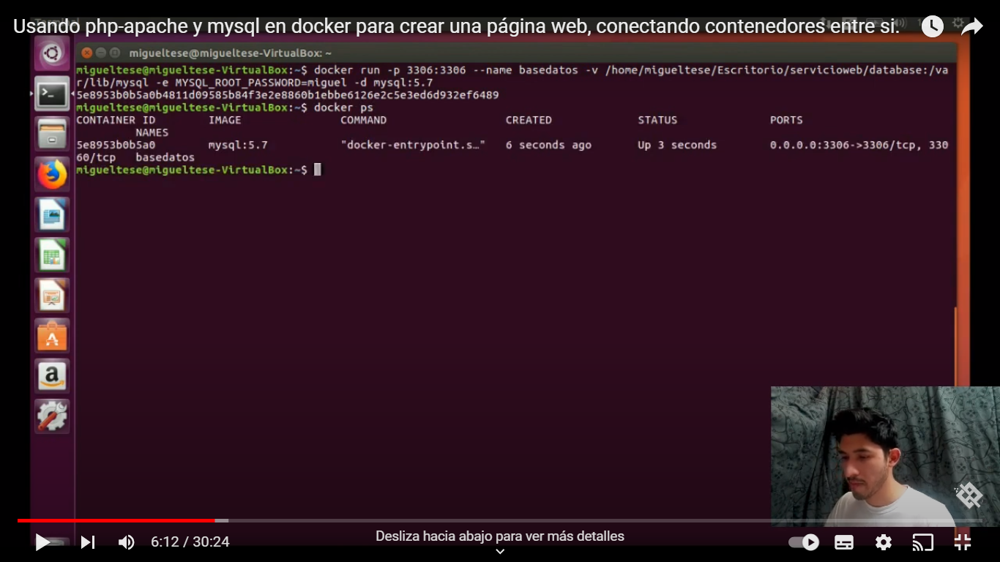 Usando php-apache y mysql en docker para crear una página web, conectando contenedores entre si.
migueltese@migueltese-VirtualBox: ~
migueltese@migueltese-VirtualBox:~$ docker run -p 3306:3306 --name basedatos -v /home/migueltese/Escritorio/servicioweb/database:/va
r/lib/mysql -e MYSQL_ROOT_PASSWORD=miguel -d mysql:5.7
5e8953b0b5a0b4811d09585b84f3e2e8860b1ebbe6126e2c5e3ed6d932ef6489
migueltese@migueltese-VirtualBox:~$ docker ps
CONTAINER ID IMAGE COMMAND CREATED STATUS PORTS
NAMES
5e8953b0b5a0 mysql:5.7 "docker-entrypoint.s…" 6 seconds ago Up 3 seconds 0.0.0.0:3306->3306/tcp, 330
60/tcp basedatos
migueltese@migueltese-VirtualBox:~$
6:12 / 30:24
Desliza hacia abajo para ver más detalles